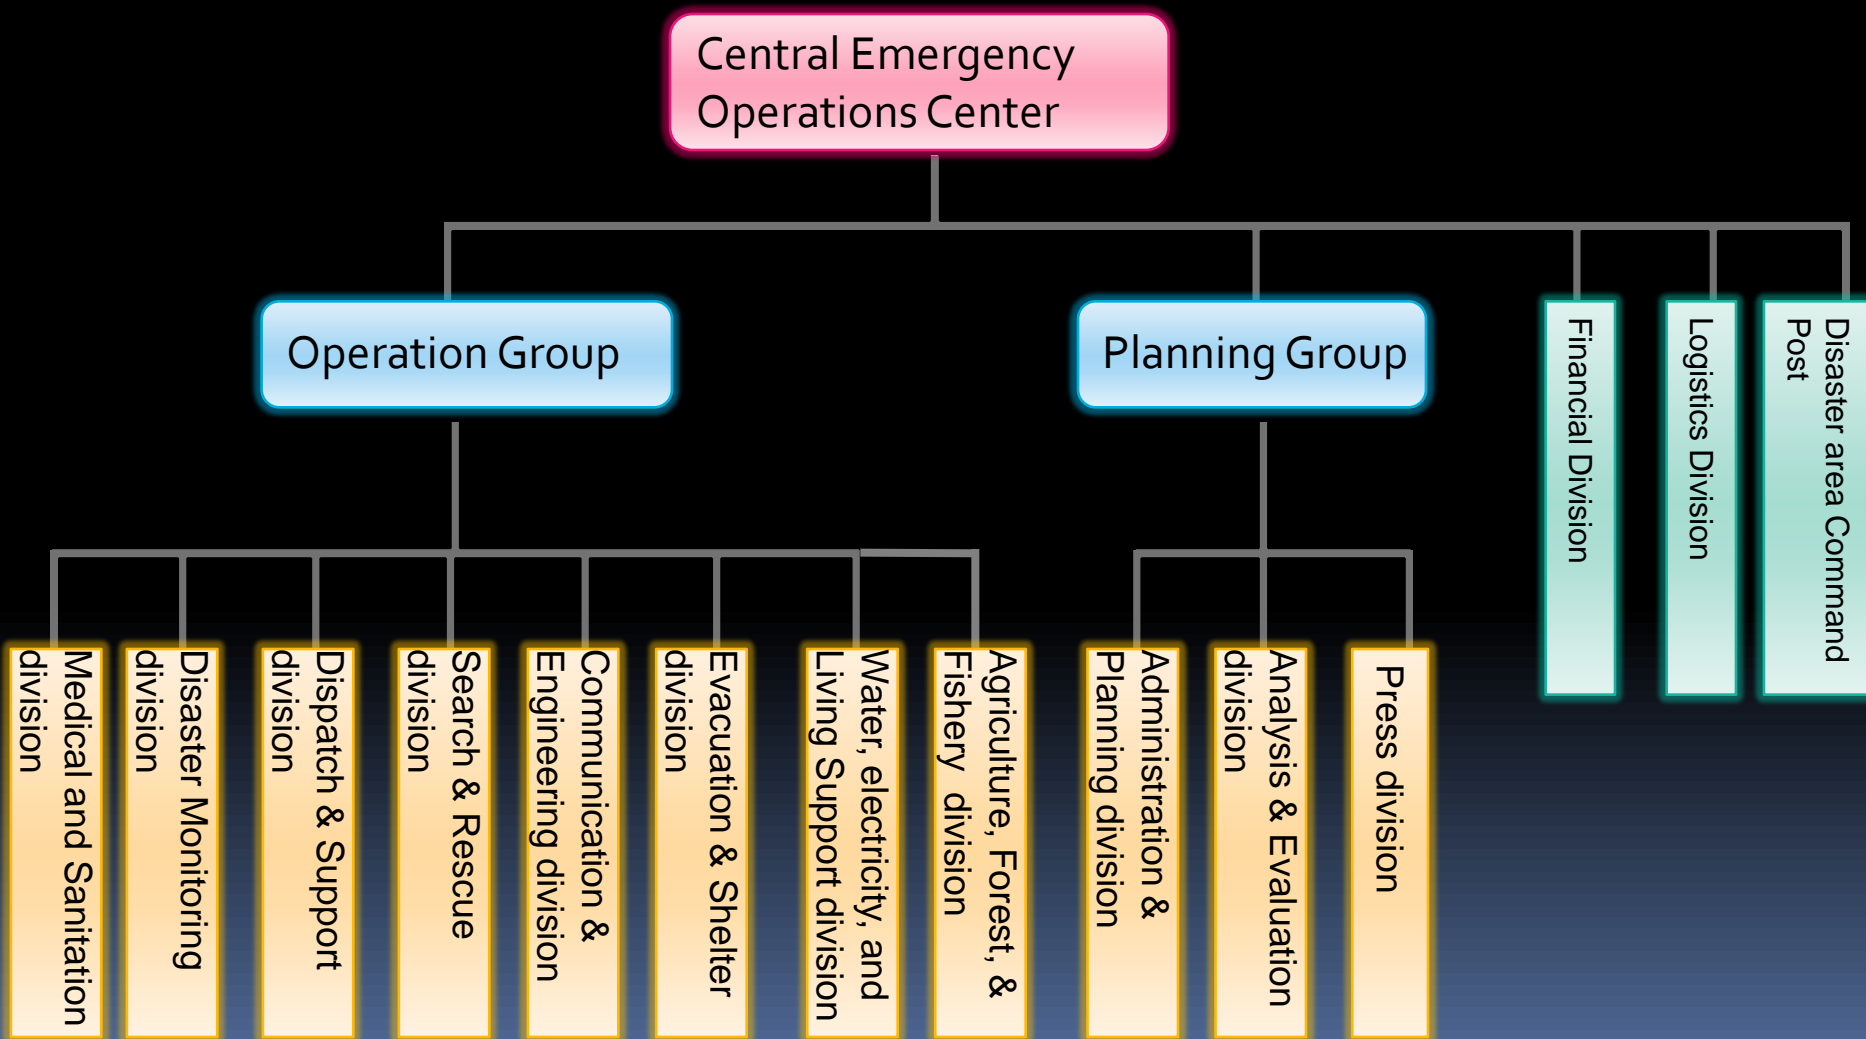 Central Emergency
Operations Center
Operation Group
Planning Group
Financial Division
Logistics Division
Disaster area Command
Post
Medical and Sanitation
division
Disaster Monitoring
division
Dispatch & Support
division
Search & Rescue
division
Communication &
Engineering division
Evacuation & Shelter
division
Water, electricity, and
Living Support division
Agriculture, Forest, &
Fishery division
Administration &
Planning division
Analysis & Evaluation
division
Press division